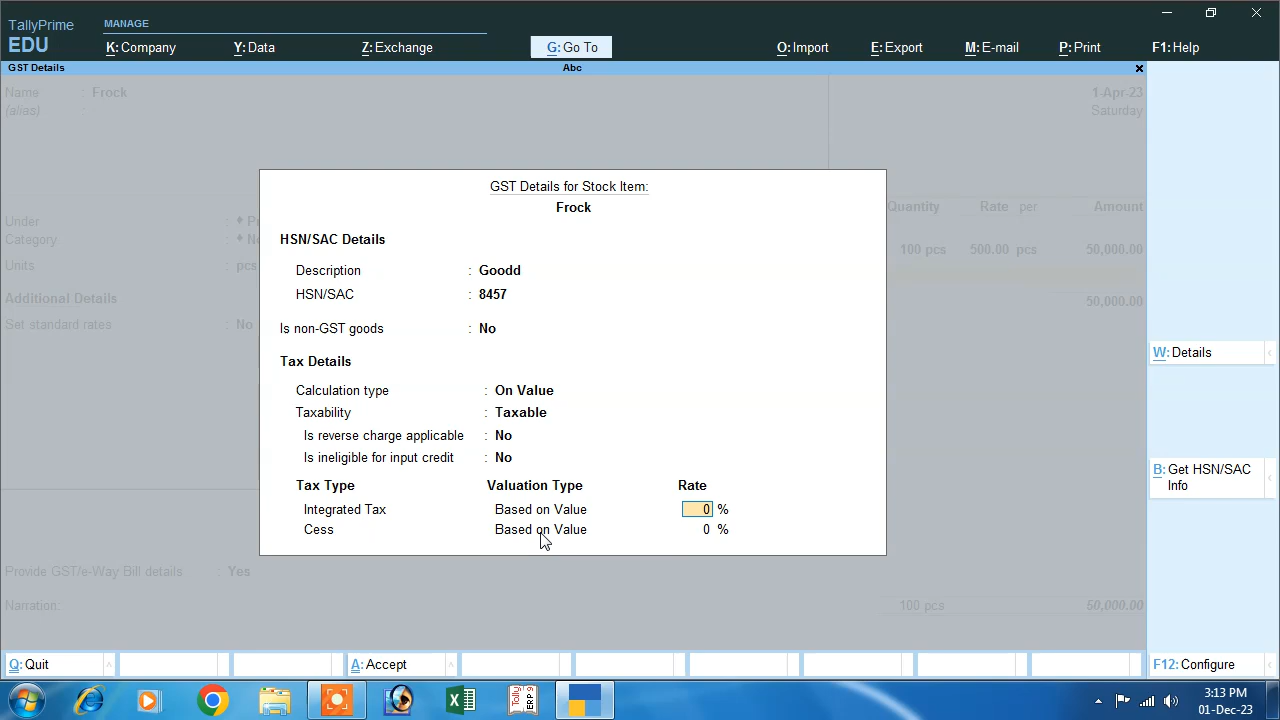 TallyPrime
EDU
MANAGE
K: Company
Y: Data
Z: Exchange
G: Go To
O: Import
E: Export
M: E-mail
P: Print
F1: Help
GST Details
Abc
Name : Frock
(alias) :
1-Apr-23
Saturday
GST Details for Stock Item:
Frock
HSN/SAC Details
Description : Goodd
HSN/SAC : 8457
Is non-GST goods : No
Tax Details
Calculation type : On Value
Taxability : Taxable
Is reverse charge applicable : No
Is ineligible for input credit : No
Tax Type Valuation Type Rate
Integrated Tax Based on Value 0 %
Cess Based on Value 0 %
Under :
Category :
Units : pcs
Additional Details
Set standard rates : No
Quantity Rate per Amount
100 pcs 500.00 pcs 50,000.00
50,000.00
W: Details
B: Get HSN/SAC
Info
Provide GST/e-Way Bill details : Yes
Narration:
100 pcs 50,000.00
Q: Quit
A: Accept
F12: Configure
Tally
ERP 9
3:13 PM
01-Dec-23